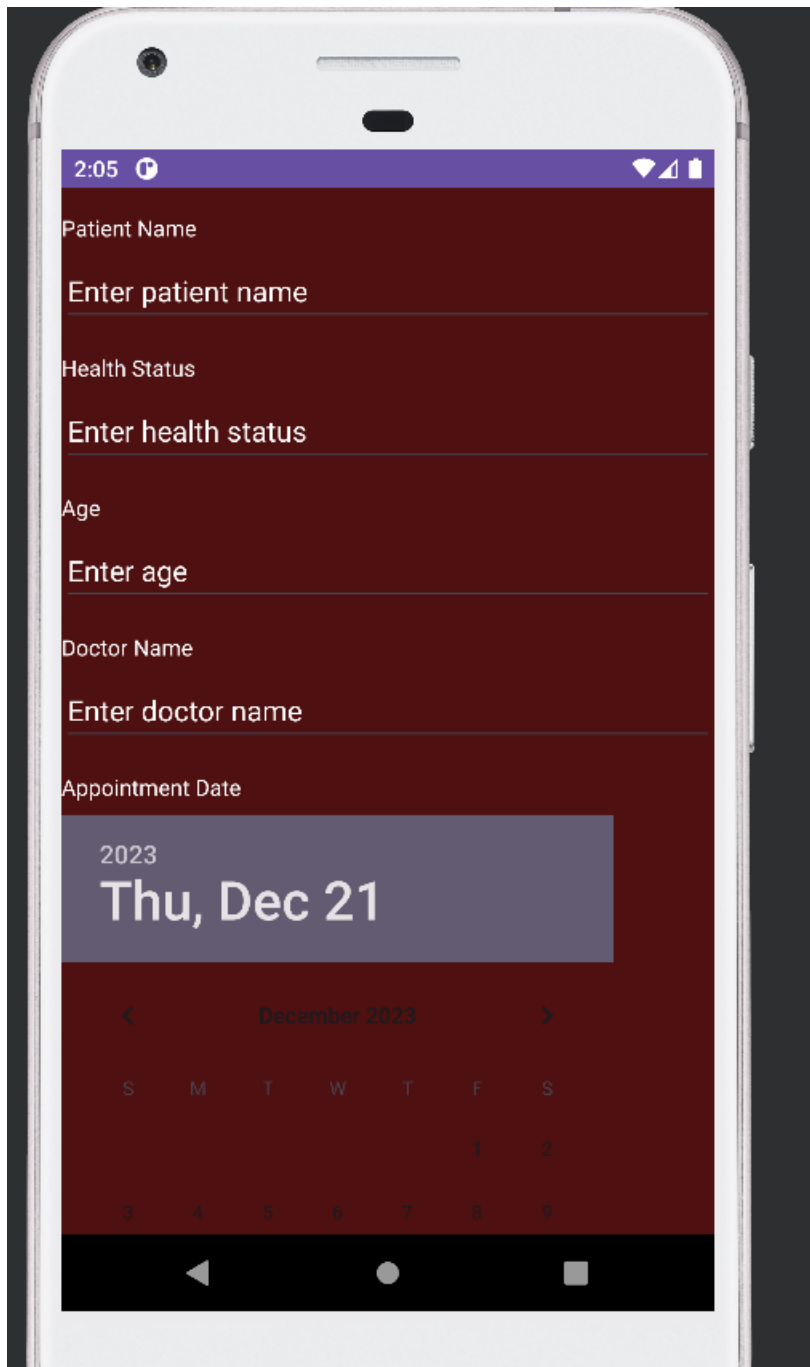 2:05
Patient Name
Enter patient name
Health Status
Enter health status
Age
Enter age
Doctor Name
Enter doctor name
Appointment Date
2023
Thu, Dec 21
December 2023
S M T W T F S
1 2
3 4 5 6 7 8 9